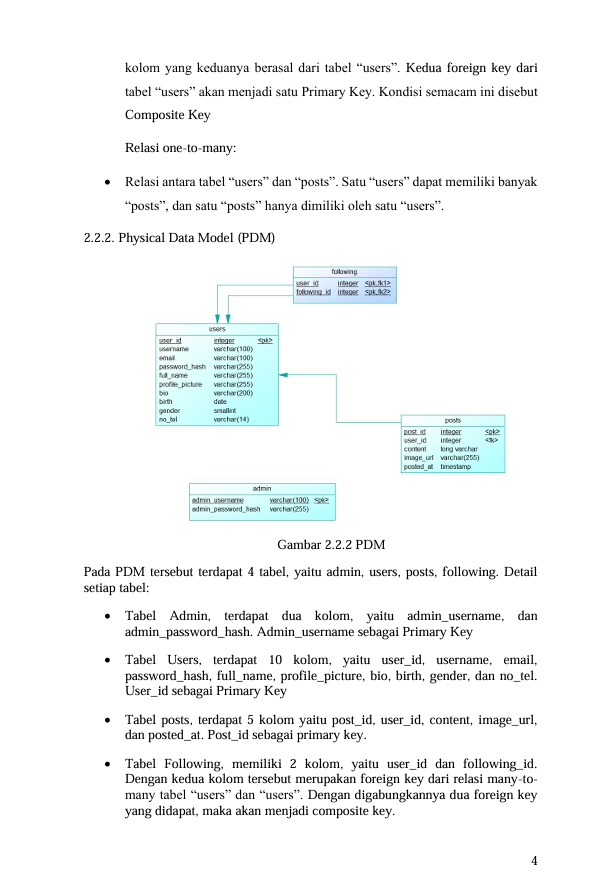 kolom yang keduanya berasal dari tabel “users”. Kedua foreign key dari
tabel “users” akan menjadi satu Primary Key. Kondisi semacam ini disebut
Composite Key
Relasi one-to-many:
• Relasi antara tabel “users” dan “posts”. Satu “users” dapat memiliki banyak
“posts”, dan satu “posts” hanya dimiliki oleh satu “users”.
2.2.2. Physical Data Model (PDM)
following
user_id integer <pk,fk1>
following_id integer <pk,fk2>
users
user_id integer <pk>
username varchar(100)
email varchar(100)
password_hash varchar(255)
full_name varchar(255)
profile_picture varchar(255)
bio varchar(200)
birth date
gender smallint
no_tel varchar(14)
posts
post_id integer <pk>
user_id integer <fk>
content long varchar
image_url varchar(255)
posted_at timestamp
admin
admin_username varchar(100) <pk>
admin_password_hash varchar(255)
Gambar 2.2.2 PDM
Pada PDM tersebut terdapat 4 tabel, yaitu admin, users, posts, following. Detail
setiap tabel:
• Tabel Admin, terdapat dua kolom, yaitu admin_username, dan
admin_password_hash. Admin_username sebagai Primary Key
• Tabel Users, terdapat 10 kolom, yaitu user_id, username, email,
password_hash, full_name, profile_picture, bio, birth, gender, dan no_tel.
User_id sebagai Primary Key
• Tabel posts, terdapat 5 kolom yaitu post_id, user_id, content, image_url,
dan posted_at. Post_id sebagai primary key.
• Tabel Following, memiliki 2 kolom, yaitu user_id dan following_id.
Dengan kedua kolom tersebut merupakan foreign key dari relasi many-to-
many tabel “users” dan “users”. Dengan digabungkannya dua foreign key
yang didapat, maka akan menjadi composite key.
4